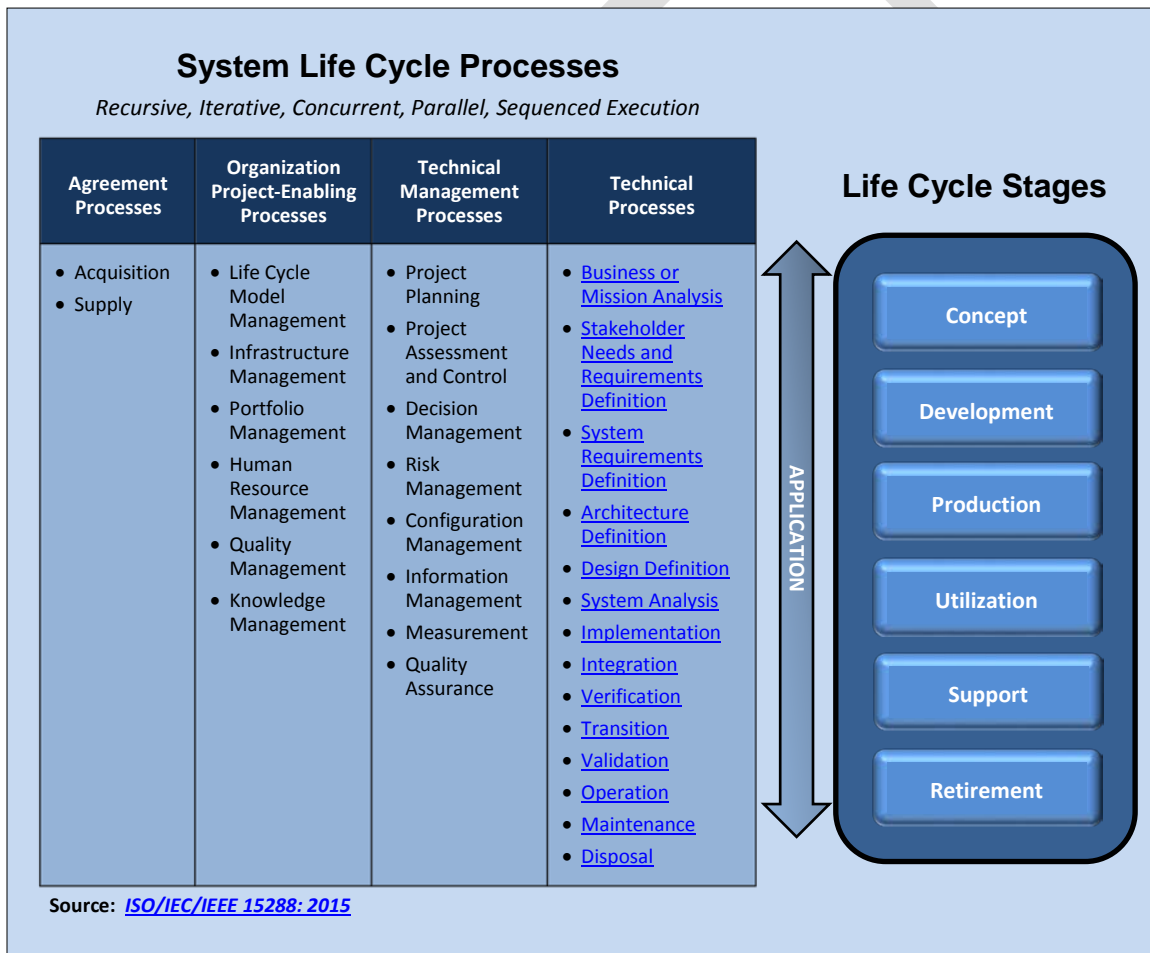 System Life Cycle Processes
Recursive, Iterative, Concurrent, Parallel, Sequenced Execution
Agreement
Processes
Organization
Project-Enabling
Processes
Technical
Management
Processes
Technical
Processes
• Acquisition
• Supply
• Life Cycle
Model
Management
• Infrastructure
Management
• Portfolio
Management
• Human
Resource
Management
• Quality
Management
• Knowledge
Management
• Project
Planning
• Project
Assessment
and Control
• Decision
Management
• Risk
Management
• Configuration
Management
• Information
Management
• Measurement
• Quality
Assurance
• Business or
Mission Analysis
• Stakeholder
Needs and
Requirements
Definition
• System
Requirements
Definition
• Architecture
Definition
• Design Definition
• System Analysis
• Implementation
• Integration
• Verification
• Transition
• Validation
• Operation
• Maintenance
• Disposal
APPLICATION
Life Cycle Stages
Concept
Development
Production
Utilization
Support
Retirement
Source: ISO/IEC/IEEE 15288: 2015